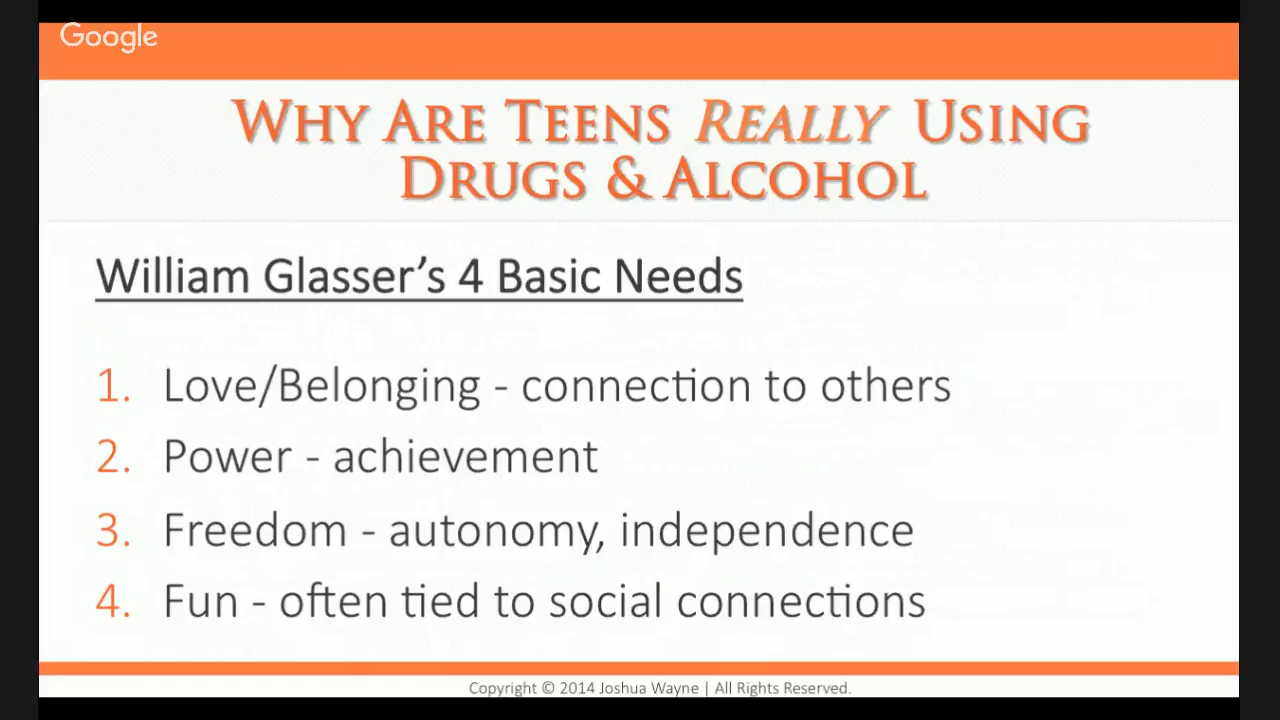 Google
Why Are Teens Really Using
Drugs & Alcohol
William Glasser’s 4 Basic Needs
1. Love/Belonging - connection to others
2. Power - achievement
3. Freedom - autonomy, independence
4. Fun - often tied to social connections
Copyright © 2014 Joshua Wayne | All Rights Reserved.